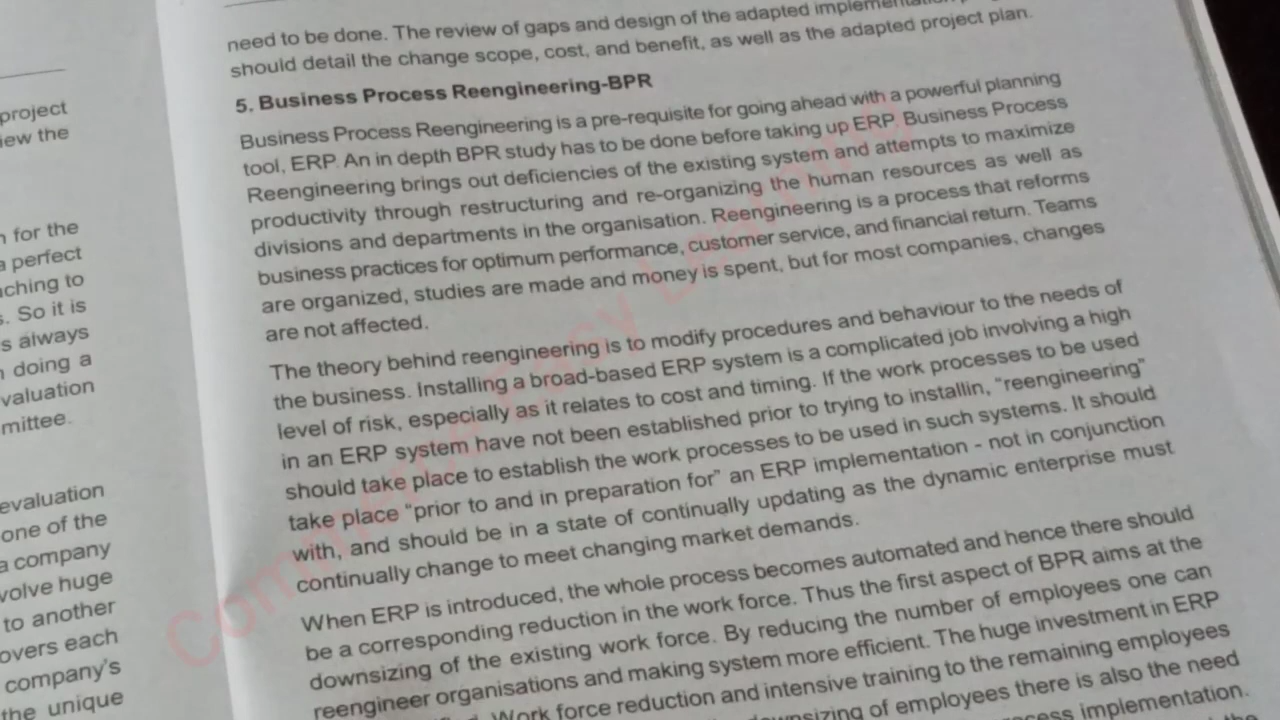 project
iew the
for the
perfect
ching to
. So it is
s always
doing a
valuation
mittee.
evaluation
one of the
a company
volve huge
to another
overs each
company's
the unique
need to be done. The review of gaps and design of the adapted
should detail the change scope, cost, and benefit, as well as the adapted project plan.
5. Business Process Reengineering-BPR
Business Process Reengineering is a pre-requisite for going ahead with a powerful planning
tool, ERP. An in depth BPR study has to be done before taking up ERP. Business Process
Reengineering brings out deficiencies of the existing system and attempts to maximize
productivity through restructuring and re-organizing the human resources as well as
divisions and departments in the organisation. Reengineering is a process that reforms
business practices for optimum performance, customer service, and financial return. Teams
are organized, studies are made and money is spent, but for most companies, changes
are not affected.
The theory behind reengineering is to modify procedures and behaviour to the needs of
the business. Installing a broad-based ERP system is a complicated job involving a high
level of risk, especially as it relates to cost and timing. If the work processes to be used
in an ERP system have not been established prior to trying to installin, "reengineering"
should take place to establish the work processes to be used in such systems. It should
take place "prior to and in preparation for" an ERP implementation - not in conjunction
with, and should be in a state of continually updating as the dynamic enterprise must
continually change to meet changing market demands.
When ERP is introduced, the whole process becomes automated and hence there should
be a corresponding reduction in the work force. Thus the first aspect of BPR aims at the
downsizing of the existing work force. By reducing the number of employees one can
reengineer organisations and making system more efficient. The huge investment in ERP
Work force reduction and intensive training to the remaining employees
of employees there is also the need
implementation.
Commerce Easy Learning